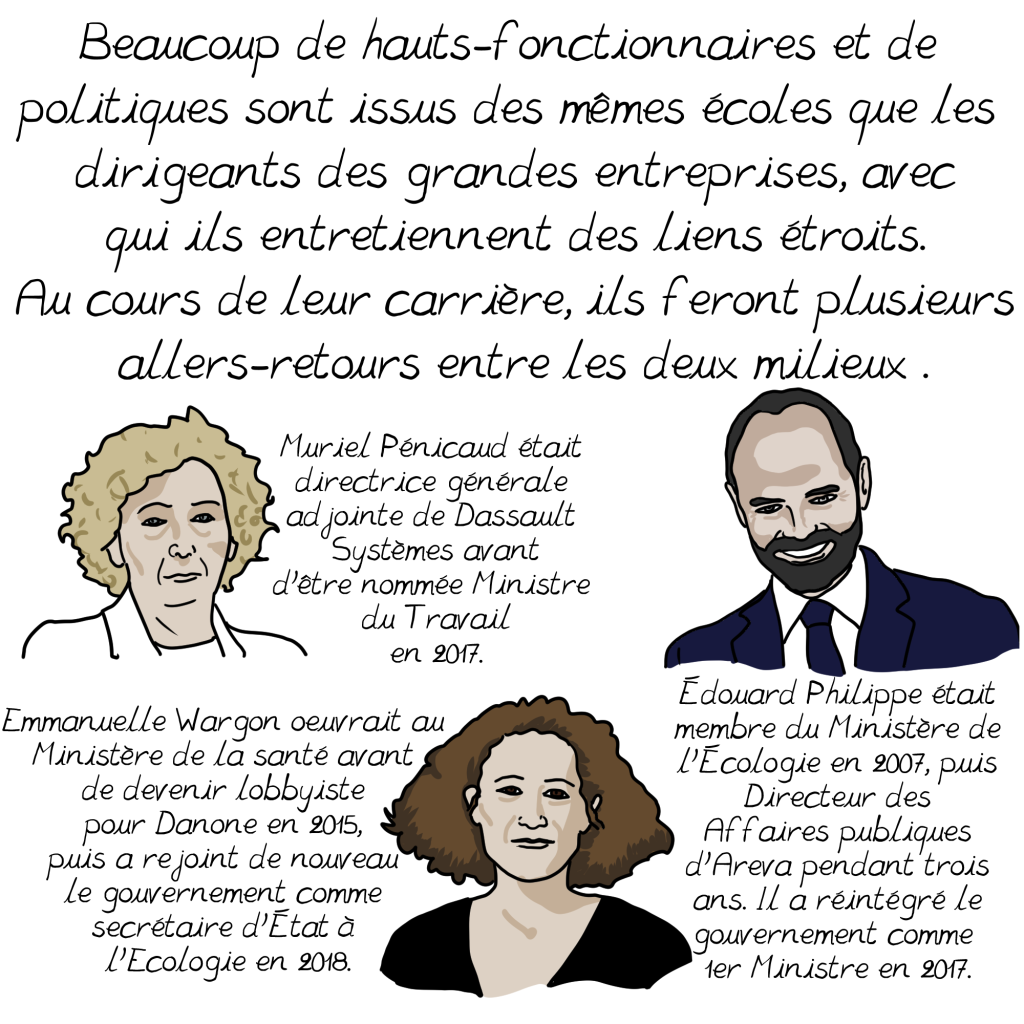 Beaucoup de hauts-fonctionnaires et de
politiques sont issus des mêmes écoles que les
dirigeants des grandes entreprises, avec
qui ils entretiennent des liens étroits.
Au cours de leur carrière, ils feront plusieurs
allers-retours entre les deux milieux .
Muriel Pénicaud était
directrice générale
adjointe de Dassault
Systèmes avant
d'être nommée Ministre
du Travail
en 2017.
Édouard Philippe était
membre du Ministère de
l'Écologie en 2007, puis
Directeur des
Affaires publiques
d'Areva pendant trois
ans. Il a réintégré le
gouvernement comme
1er Ministre en 2017.
Emmanuelle Wargon oeuvrait au
Ministère de la santé avant
de devenir lobbyiste
pour Danone en 2015,
puis a rejoint de nouveau
le gouvernement comme
secrétaire d'État à
l'Ecologie en 2018.